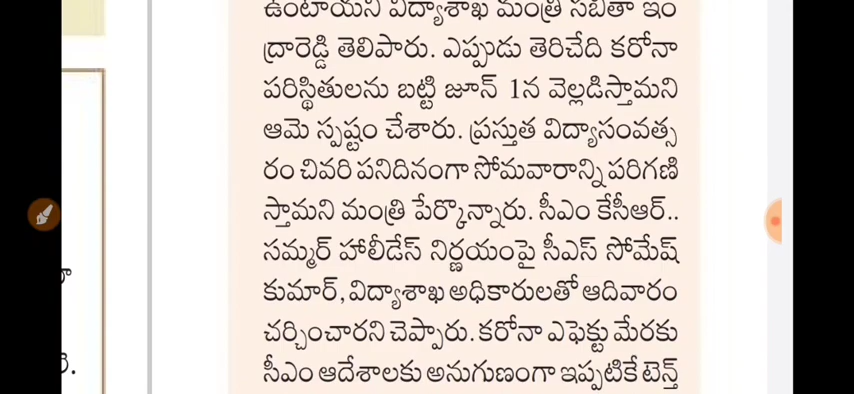 ఉంటాయని విద్యాశాఖ మంత్రి సబితా ఇం
ద్రారెడ్డి తెలిపారు. ఎప్పుడు తెరిచేది కరోనా
పరిస్థితులను బట్టి జూన్ 1న వెల్లడిస్తామని
ఆమె స్పష్టం చేశారు. ప్రస్తుత విద్యాసంవత్స
రం చివరి పనిదినంగా సోమవారాన్ని పరిగణి
స్తామని మంత్రి పేర్కొన్నారు. సీఎం కేసీఆర్..
సమ్మర్ హాలీడేస్ నిర్ణయంపై సీఎస్ సోమేష్
కుమార్, విద్యాశాఖ అధికారులతో ఆదివారం
చర్చించారని చెప్పారు. కరోనా ఎఫెక్టు మేరకు
సీఎం ఆదేశాలకు అనుగుణంగా ఇప్పటికే టెన్త్